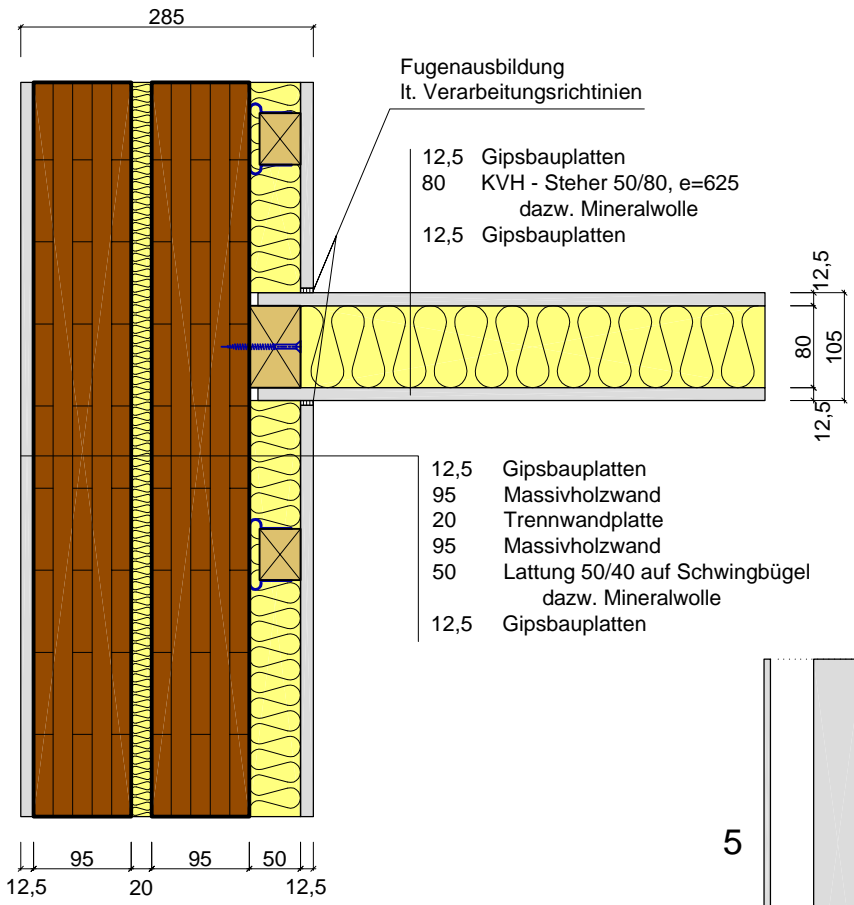 285
Fugenausbildung
lt. Verarbeitungsrichtinien
12,5 Gipsbauplatten
80 KVH - Steher 50/80, e=625
dazw. Mineralwolle
12,5 Gipsbauplatten
12,5
80
105
12,5
12,5 Gipsbauplatten
95 Massivholzwand
20 Trennwandplatte
95 Massivholzwand
50 Lattung 50/40 auf Schwingbügel
dazw. Mineralwolle
12,5 Gipsbauplatten
5
95 95 50
12,5 20 12,5